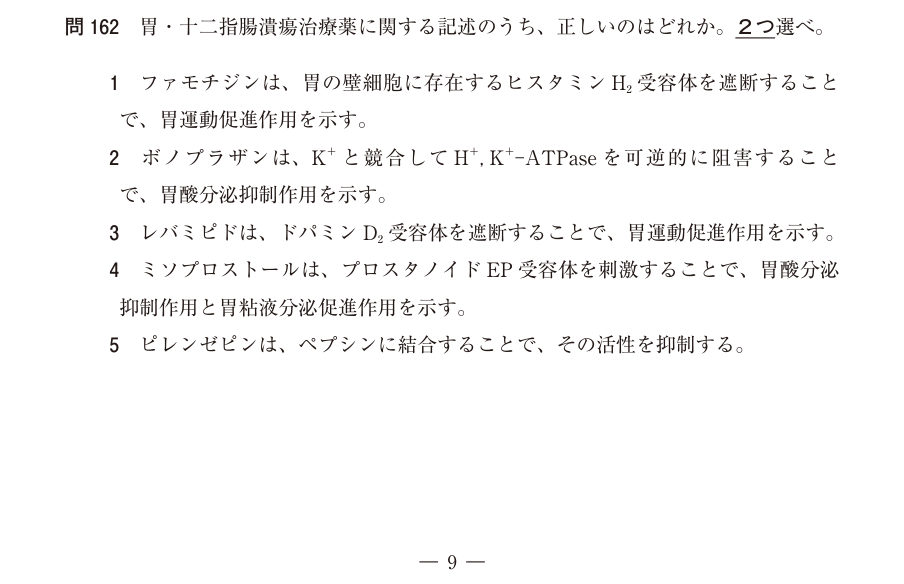 問 162　胃・十二指腸潰瘍治療薬に関する記述のうち、正しいのはどれか。２つ選べ。
1　ファモチジンは、胃の壁細胞に存在するヒスタミン H₂ 受容体を遮断すること
で、胃運動促進作用を示す。
2　ボノプラザンは、K⁺ と競合して H⁺, K⁺-ATPase を可逆的に阻害すること
で、胃酸分泌抑制作用を示す。
3　レバミピドは、ドパミン D₂ 受容体を遮断することで、胃運動促進作用を示す。
4　ミソプロストールは、プロスタノイド EP 受容体を刺激することで、胃酸分泌
抑制作用と胃粘液分泌促進作用を示す。
5　ピレンゼピンは、ペプシンに結合することで、その活性を抑制する。
― 9 ―